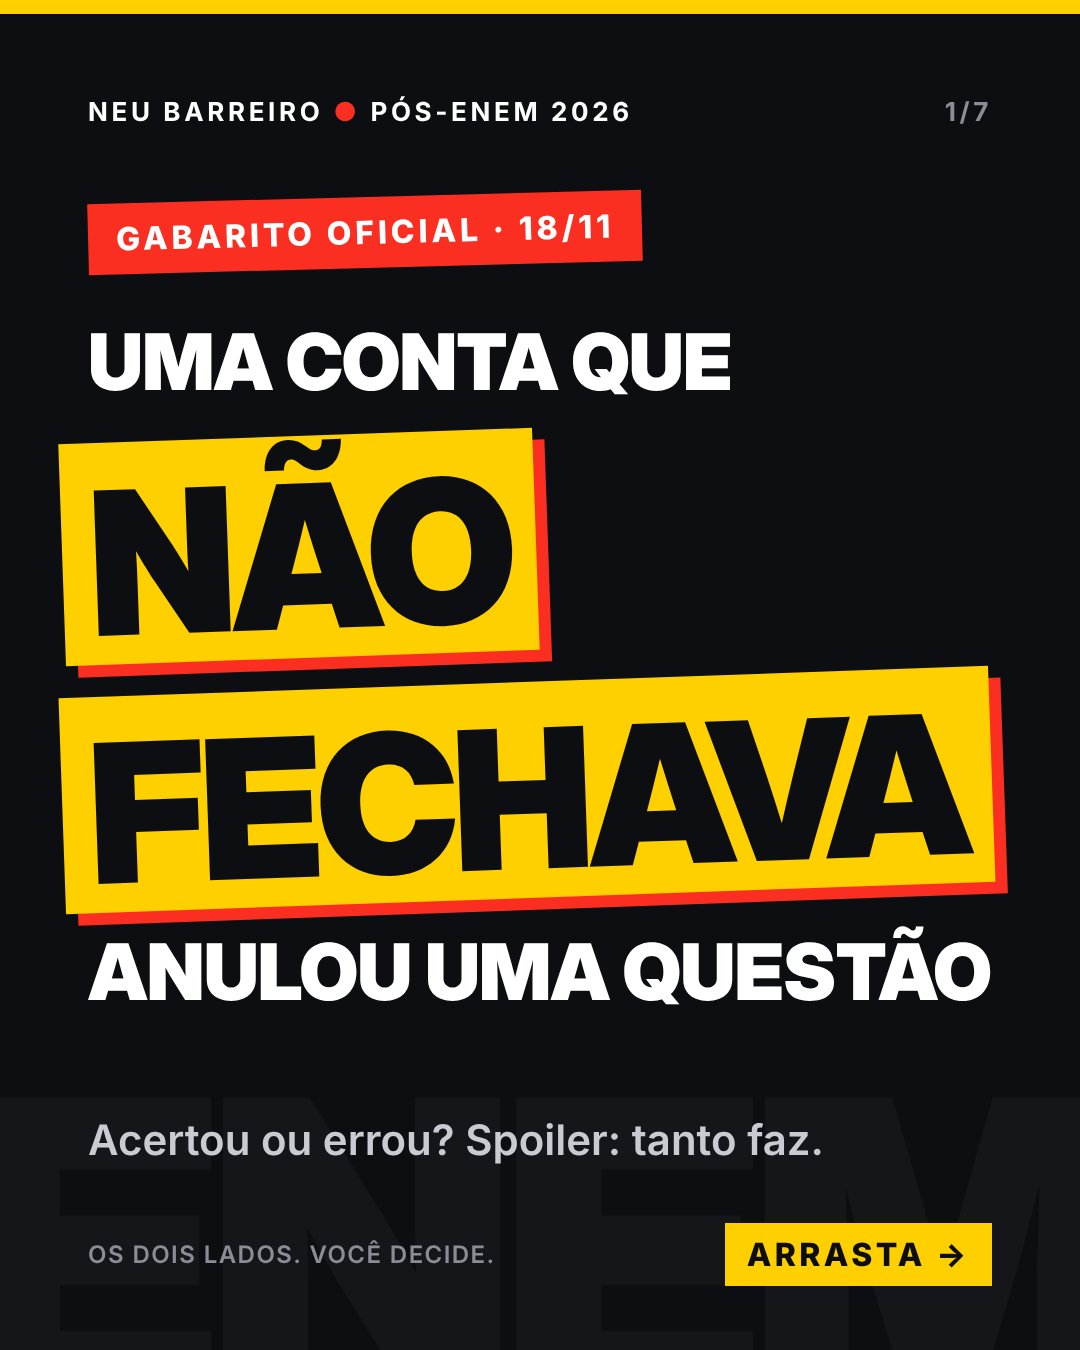 NEU BARREIRO ● PÓS-ENEM 2026
1/7
GABARITO OFICIAL · 18/11
UMA CONTA QUE
NÃO
FECHAVA
ANULOU UMA QUESTÃO
Acertou ou errou? Spoiler: tanto faz.
OS DOIS LADOS. VOCÊ DECIDE.
ARRASTA →
ENEM